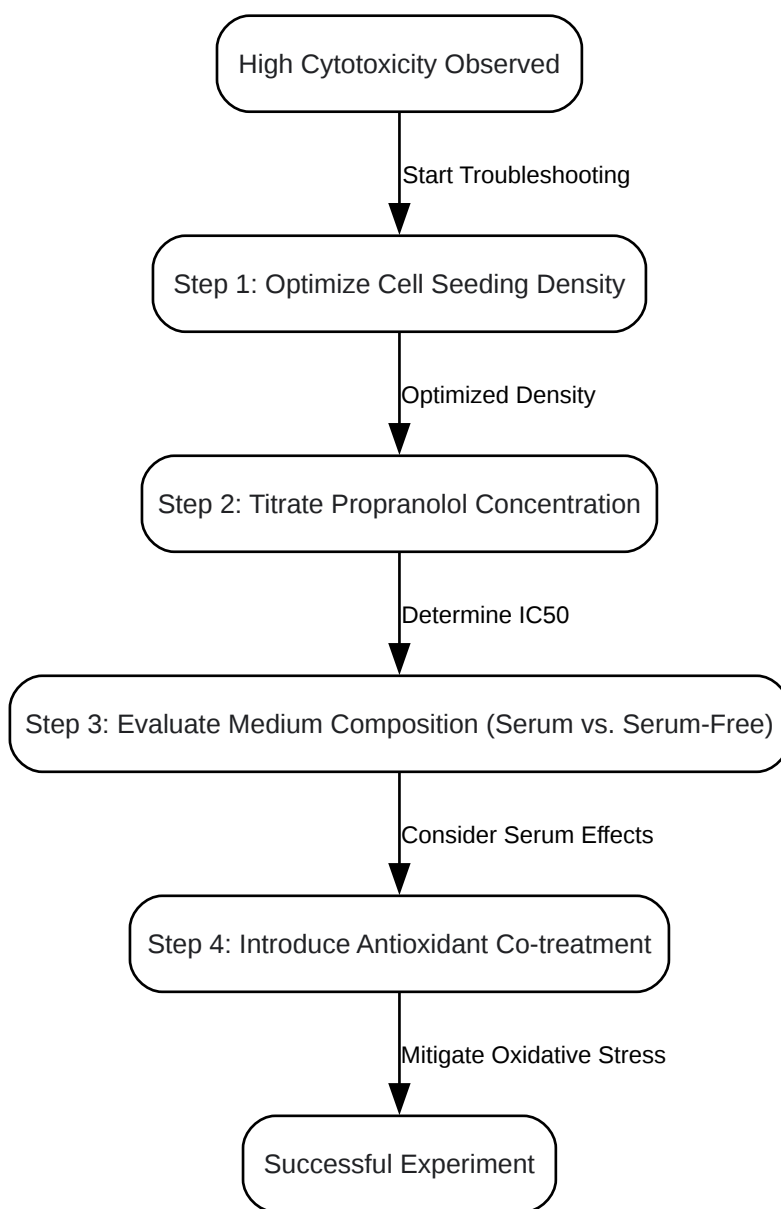 High Cytotoxicity Observed
Start Troubleshooting
Step 1: Optimize Cell Seeding Density
Optimized Density
Step 2: Titrate Propranolol Concentration
Determine IC50
Step 3: Evaluate Medium Composition (Serum vs. Serum-Free)
Consider Serum Effects
Step 4: Introduce Antioxidant Co-treatment
Mitigate Oxidative Stress
Successful Experiment